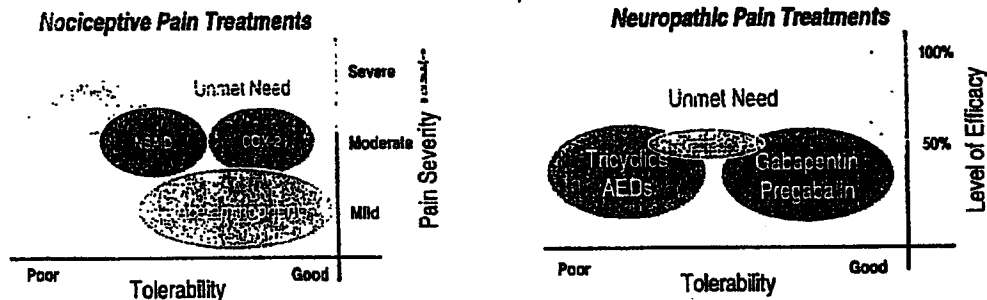 Nociceptive Pain Treatments
Severe
Unmet Need
NSAID
COX-2
Moderate
Mild
Pain Severity
Poor
Good
Tolerability
Neuropathic Pain Treatments
100%
Unmet Need
50%
Tricyclics
AEDs
Gabapentin
Pregabalin
Level of Efficacy
Poor
Good
Tolerability